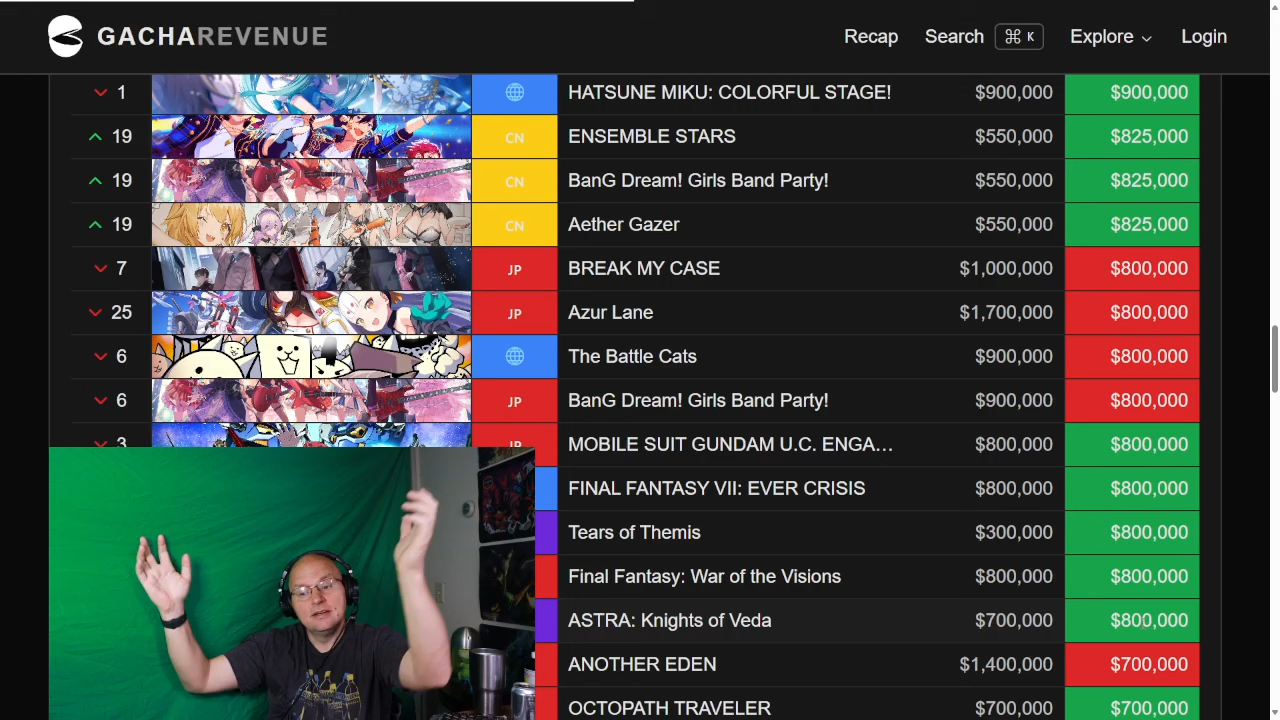 GACHAREVENUE Recap Search ⌘ K Explore Login
1 HATSUNE MIKU: COLORFUL STAGE! $900,000 $900,000
19 CN ENSEMBLE STARS $550,000 $825,000
19 CN BanG Dream! Girls Band Party! $550,000 $825,000
19 CN Aether Gazer $550,000 $825,000
7 JP BREAK MY CASE $1,000,000 $800,000
25 JP Azur Lane $1,700,000 $800,000
6 The Battle Cats $900,000 $800,000
6 JP BanG Dream! Girls Band Party! $900,000 $800,000
3 JP MOBILE SUIT GUNDAM U.C. ENGA... $800,000 $800,000
FINAL FANTASY VII: EVER CRISIS $800,000 $800,000
Tears of Themis $300,000 $800,000
Final Fantasy: War of the Visions $800,000 $800,000
ASTRA: Knights of Veda $700,000 $800,000
ANOTHER EDEN $1,400,000 $700,000
OCTOPATH TRAVELER $700,000 $700,000